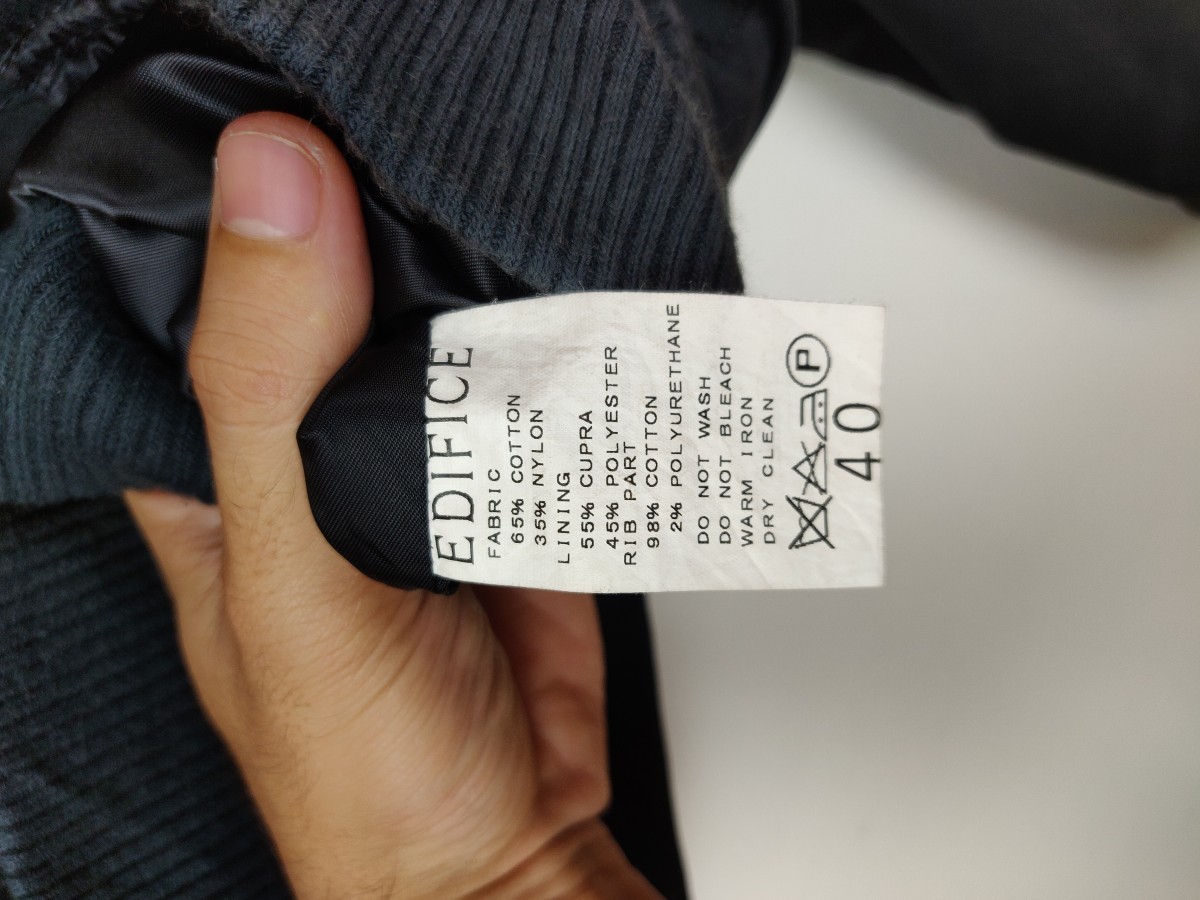 EDIFICE
FABRIC
65% COTTON
35% NYLON
LINING
55% CUPRA
45% POLYESTER
RIB PART
98% COTTON
2% POLYURETHANE
DO NOT WASH
DO NOT BLEACH
WARM IRON
DRY CLEAN
P
40